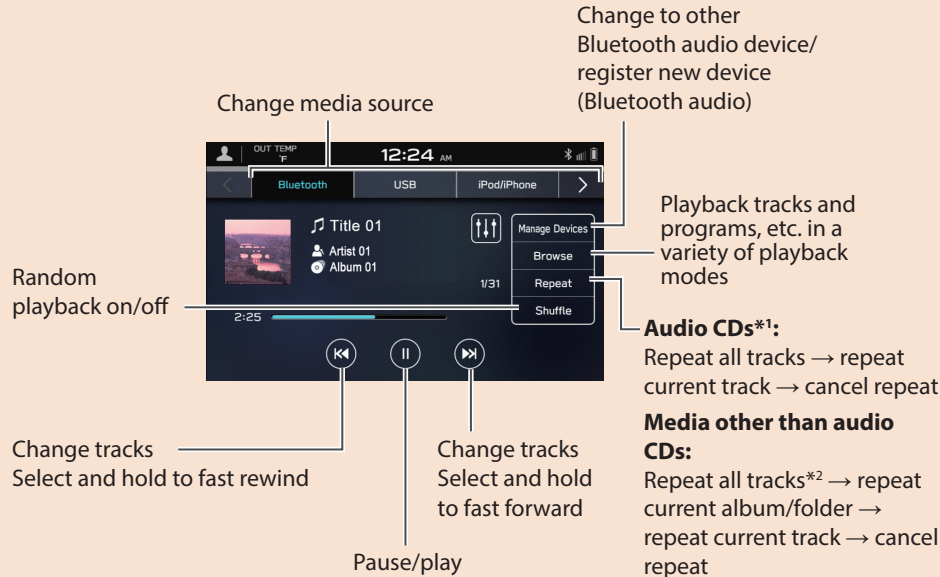 Change to other
Bluetooth audio device/
register new device
(Bluetooth audio)
Change media source
OUT TEMP
°F
12:24 AM
Bluetooth
USB
iPod/iPhone
Title 01
Artist 01
Album 01
1/31
2:25
Manage Devices
Browse
Repeat
Shuffle
Playback tracks and
programs, etc. in a
variety of playback
modes
Random
playback on/off
Audio CDs*1:
Repeat all tracks → repeat
current track → cancel repeat
Media other than audio
CDs:
Repeat all tracks*2 → repeat
current album/folder →
repeat current track → cancel
repeat
Change tracks
Select and hold to fast rewind
Change tracks
Select and hold
to fast forward
Pause/play